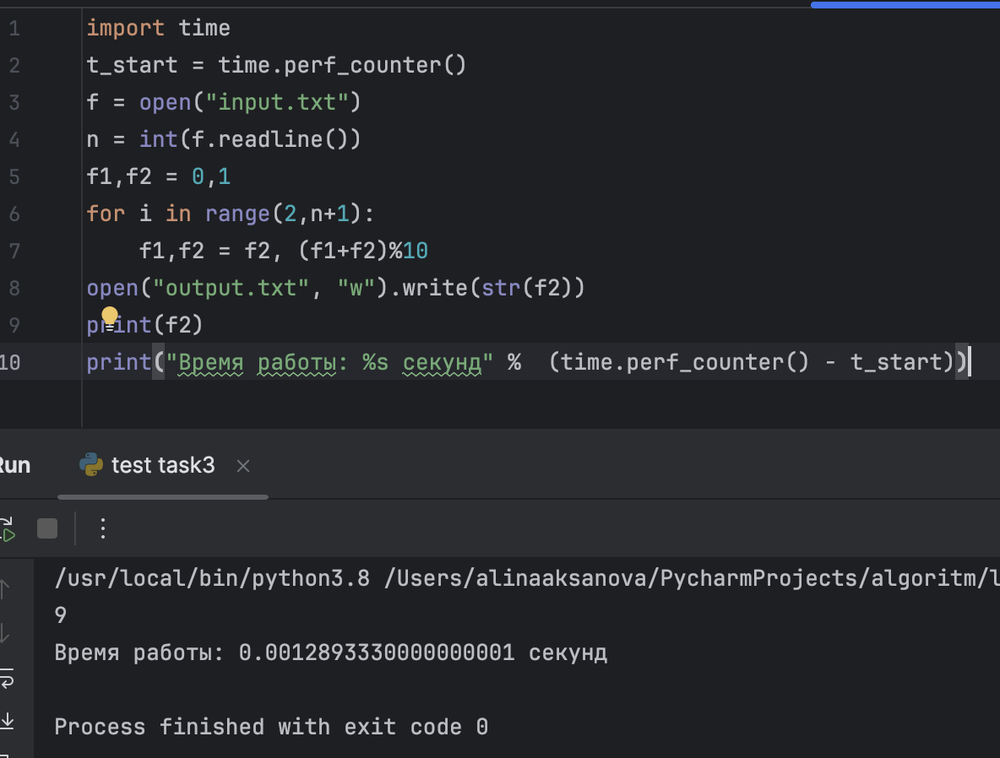 1 import time
2 t_start = time.perf_counter()
3 f = open("input.txt")
4 n = int(f.readline())
5 f1,f2 = 0,1
6 for i in range(2,n+1):
7     f1,f2 = f2, (f1+f2)%10
8 open("output.txt", "w").write(str(f2))
9 print(f2)
10 print("Время работы: %s секунд" %  (time.perf_counter() - t_start))
Run test task3
/usr/local/bin/python3.8 /Users/alinaaksanova/PycharmProjects/algoritm/l
9
Время работы: 0.0012893330000000001 секунд
Process finished with exit code 0